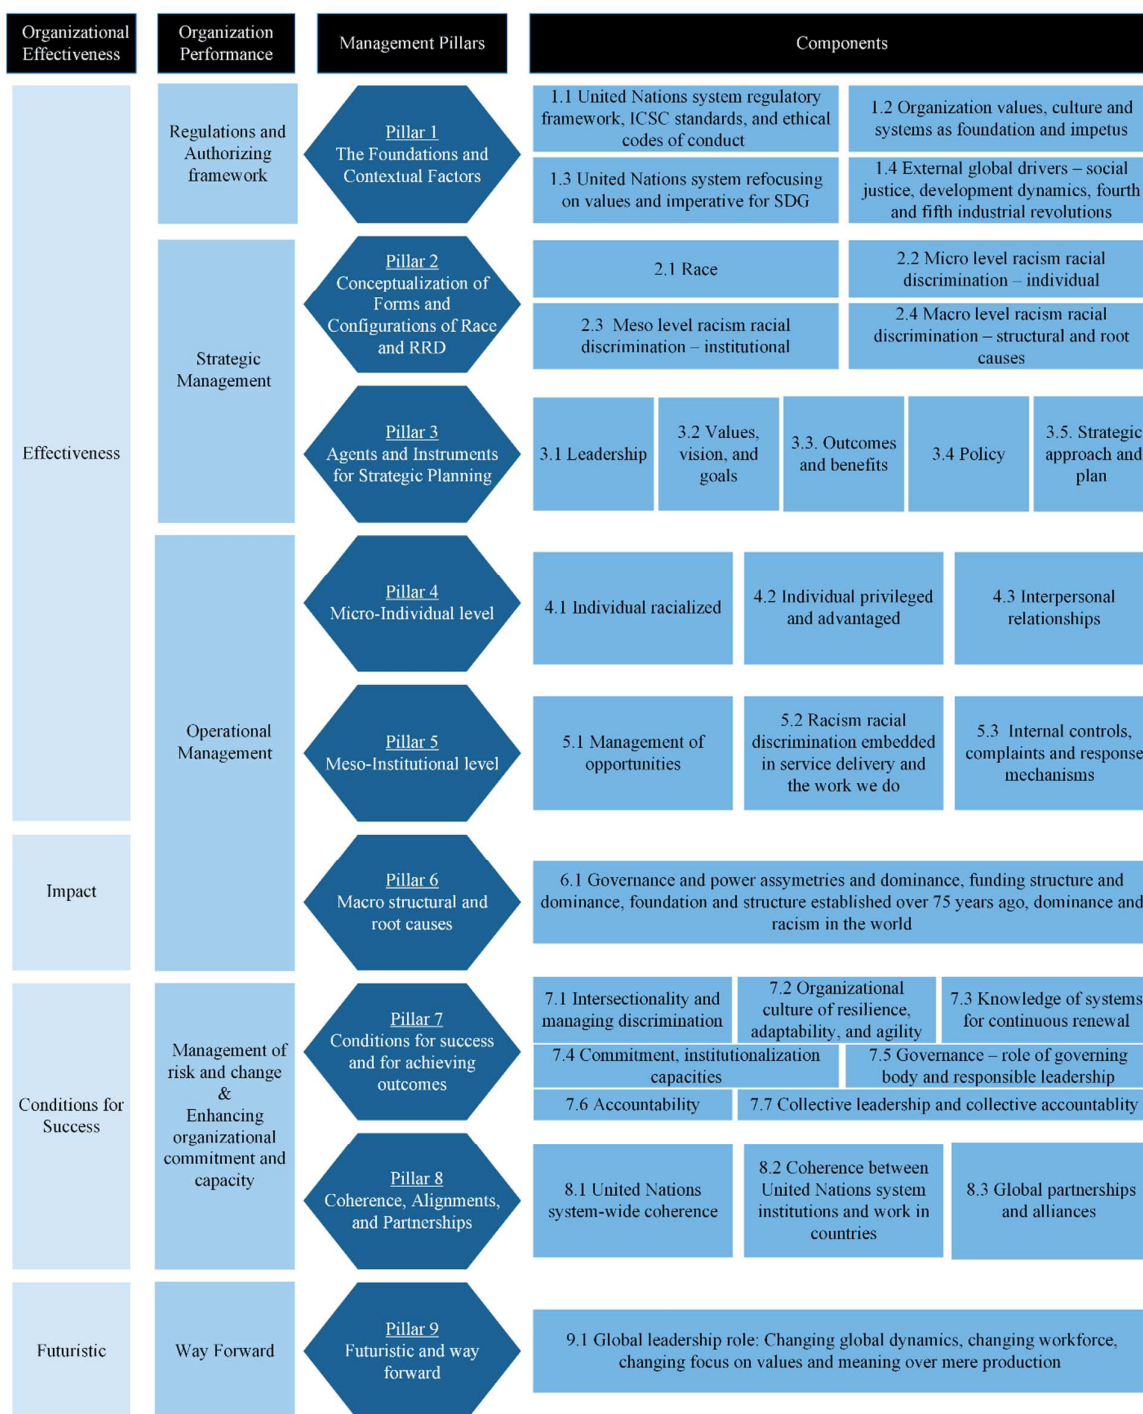 Organizational
Effectiveness
Organization
Performance
Management Pillars
Components
Effectiveness
Impact
Conditions for
Success
Futuristic
Regulations and
Authorizing
framework
Strategic
Management
Operational
Management
Management of
risk and change
&
Enhancing
organizational
commitment and
capacity
Way Forward
Pillar 1
The Foundations and
Contextual Factors
1.1 United Nations system regulatory
framework, ICSC standards, and ethical
codes of conduct
1.2 Organization values, culture and
systems as foundation and impetus
1.3 United Nations system refocusing
on values and imperative for SDG
1.4 External global drivers – social
justice, development dynamics, fourth
and fifth industrial revolutions
Pillar 2
Conceptualization of
Forms and
Configurations of Race
and RRD
2.1 Race
2.2 Micro level racism racial
discrimination – individual
2.3 Meso level racism racial
discrimination – institutional
2.4 Macro level racism racial
discrimination – structural and root
causes
Pillar 3
Agents and Instruments
for Strategic Planning
3.1 Leadership
3.2 Values,
vision, and
goals
3.3. Outcomes
and benefits
3.4 Policy
3.5. Strategic
approach and
plan
Pillar 4
Micro-Individual level
4.1 Individual racialized
4.2 Individual privileged
and advantaged
4.3 Interpersonal
relationships
Pillar 5
Meso-Institutional level
5.1 Management of
opportunities
5.2 Racism racial
discrimination embedded
in service delivery and
the work we do
5.3 Internal controls,
complaints and response
mechanisms
Pillar 6
Macro structural and
root causes
6.1 Governance and power assymetries and dominance, funding structure and
dominance, foundation and structure established over 75 years ago, dominance and
racism in the world
Pillar 7
Conditions for success
and for achieving
outcomes
7.1 Intersectionality and
managing discrimination
7.2 Organizational
culture of resilience,
adaptability, and agility
7.3 Knowledge of systems
for continuous renewal
7.4 Commitment, institutionalization
capacities
7.5 Governance – role of governing
body and responsible leadership
7.6 Accountability
7.7 Collective leadership and collective accountablity
Pillar 8
Coherence, Alignments,
and Partnerships
8.1 United Nations
system-wide coherence
8.2 Coherence between
United Nations system
institutions and work in
countries
8.3 Global partnerships
and alliances
Pillar 9
Futuristic and way
forward
9.1 Global leadership role: Changing global dynamics, changing workforce,
changing focus on values and meaning over mere production